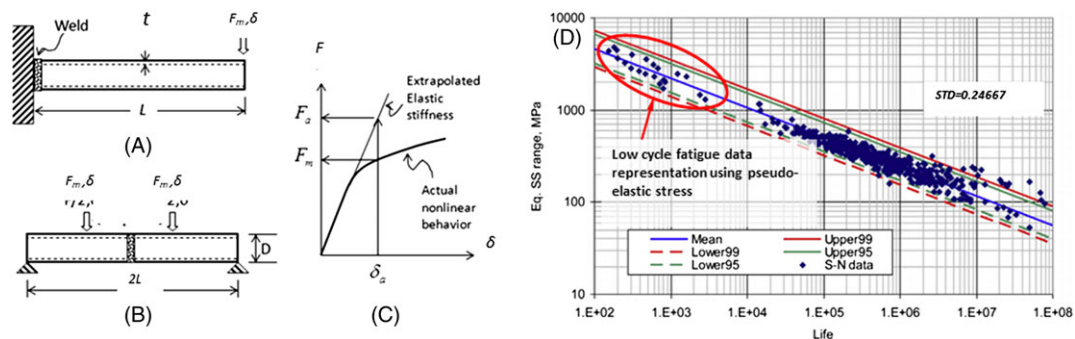 t
Fm,δ
Weld
L
(A)
Fm,δ
Fm,δ
D
2L
(B)
F
Extrapolated
Elastic
stiffness
Fa
Fm
Actual
nonlinear
behavior
δ
δa
(C)
(D)
10000
1000
100
10
Eq. SS range, MPa
STD=0.24667
Low cycle fatigue data
representation using pseudo-
elastic stress
Mean
Upper99
Lower99
Upper95
Lower95
S-N data
1.E+02
1.E+03
1.E+04
1.E+05
1.E+06
1.E+07
1.E+08
Life